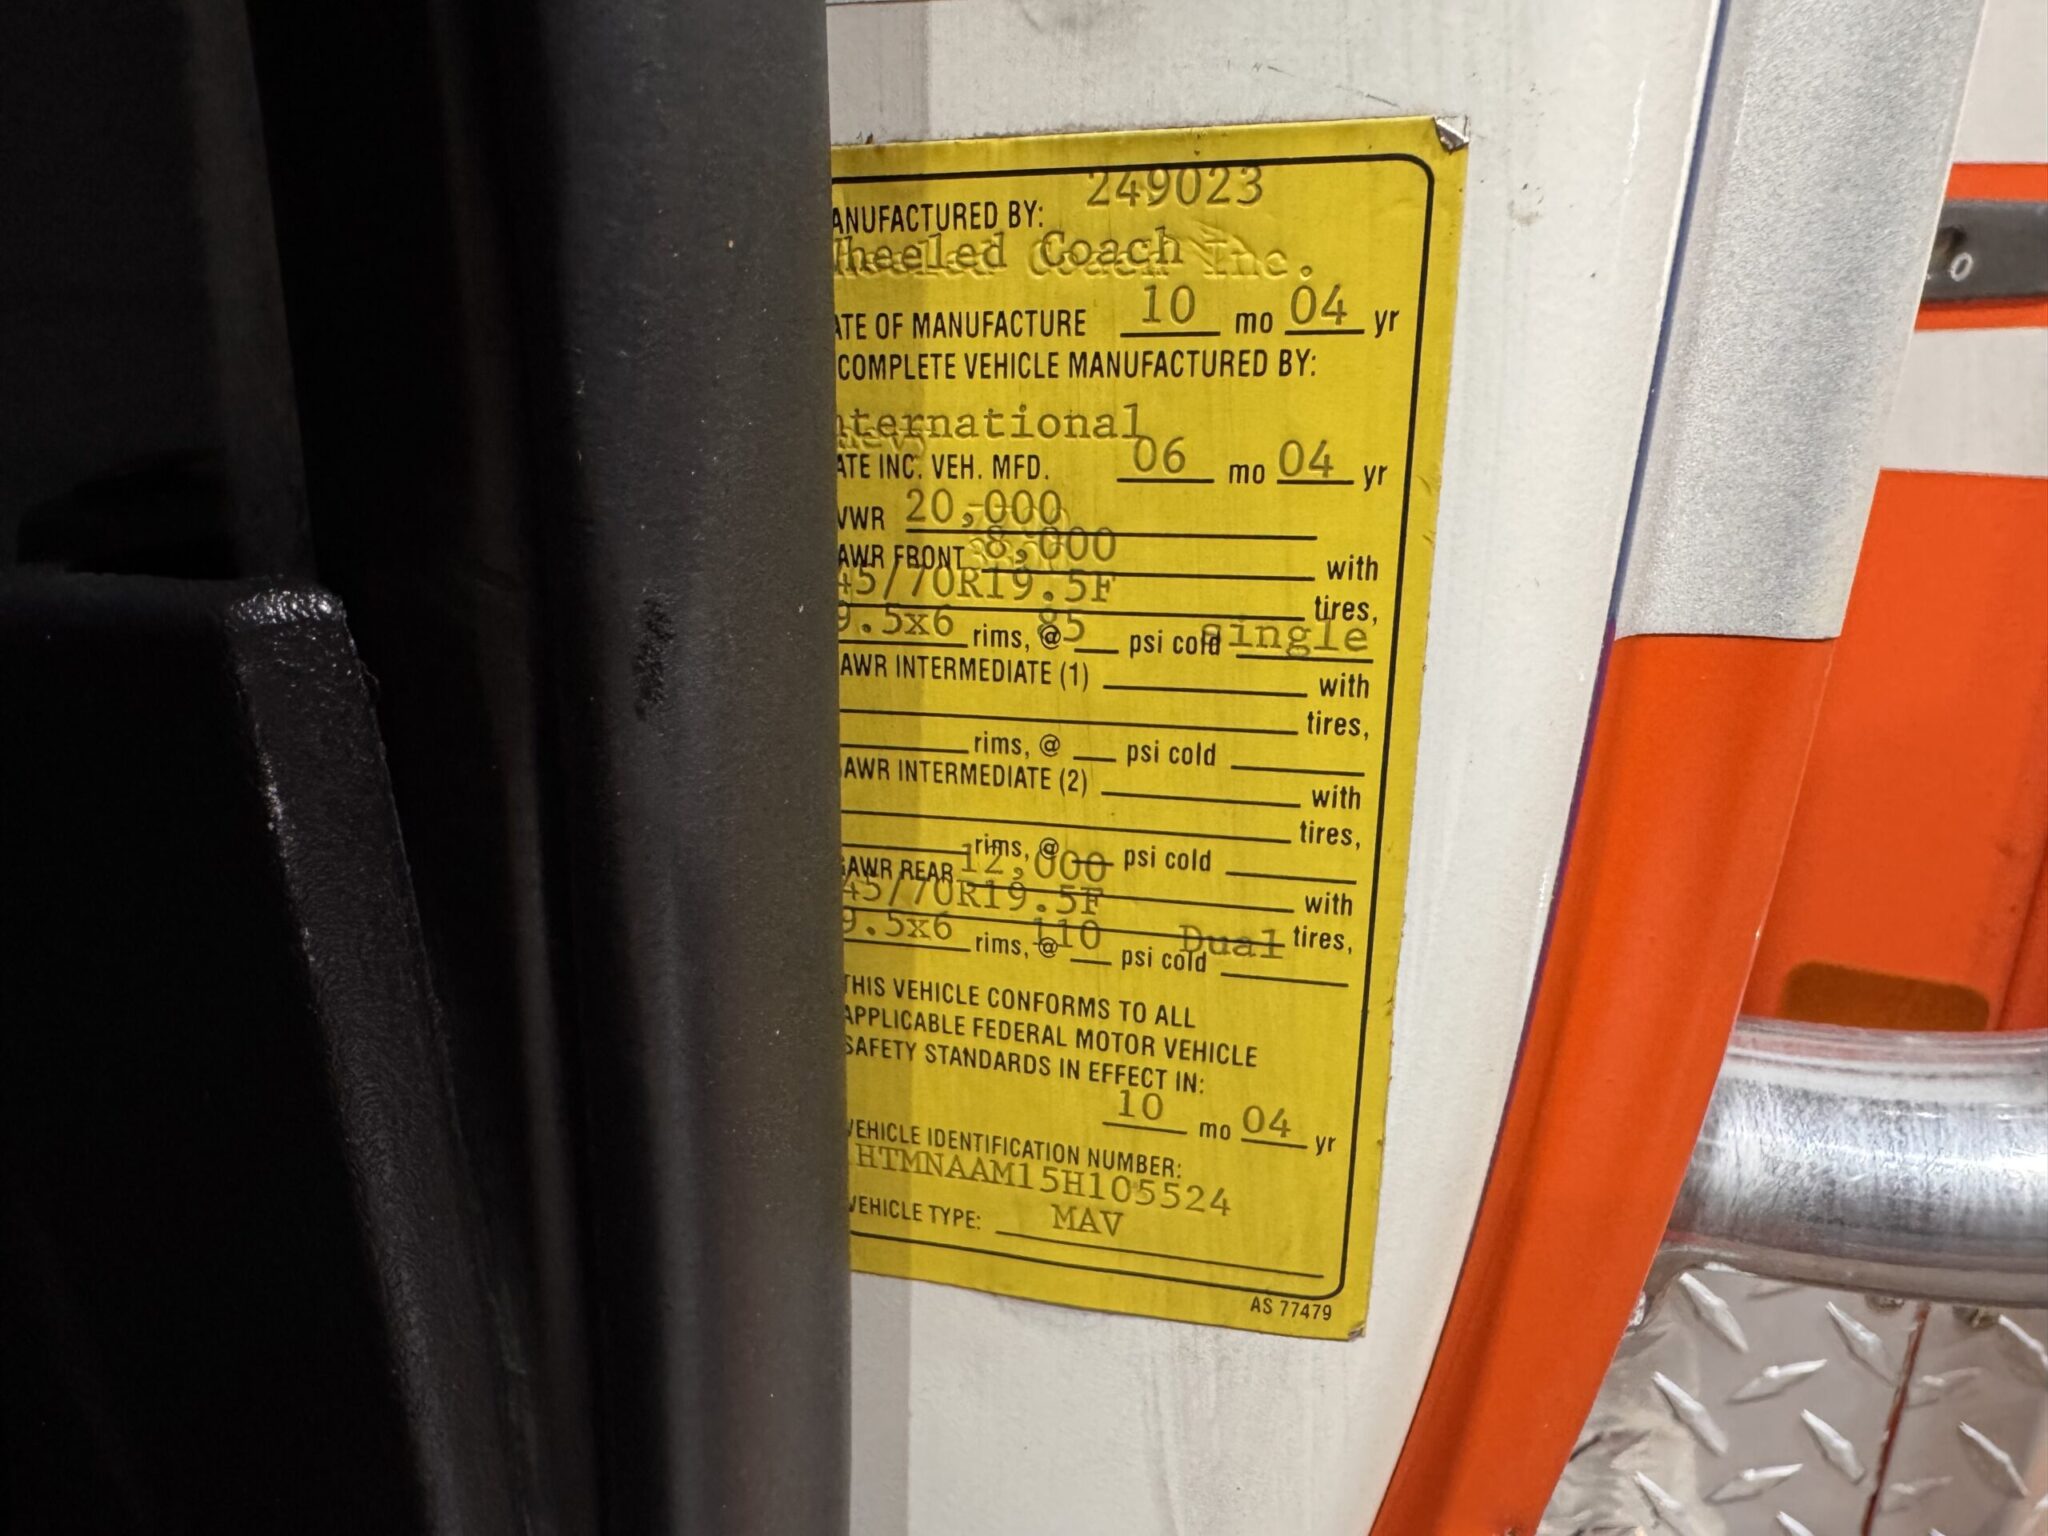 249023
ANUFACTURED BY:
heeled Coach Inc.
ATE OF MANUFACTURE 10 mo 04 yr
COMPLETE VEHICLE MANUFACTURED BY:
nternational
ATE INC. VEH. MFD. 06 mo 04 yr
VWR 20,000
AWR FRONT 8,000 with
45/70R19.5F tires,
9.5x6 rims, @ 85 psi cold single
AWR INTERMEDIATE (1) with
tires,
rims, @ psi cold
AWR INTERMEDIATE (2) with
tires,
rims, @ psi cold
GAWR REAR 12,000 with
45/70R19.5F tires,
9.5x6 rims, @ 110 psi cold Dual
THIS VEHICLE CONFORMS TO ALL
APPLICABLE FEDERAL MOTOR VEHICLE
SAFETY STANDARDS IN EFFECT IN:
10 mo 04 yr
VEHICLE IDENTIFICATION NUMBER:
HTMNAAM15H105524
VEHICLE TYPE: MAV
AS 77479